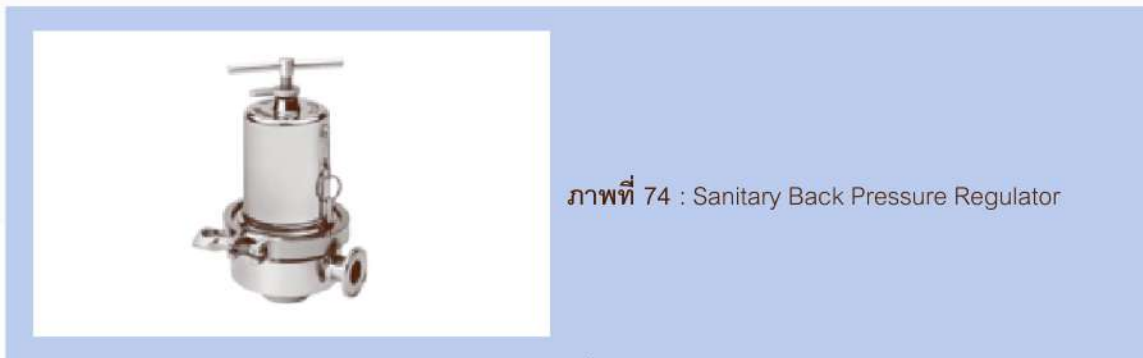 ภาพที่ 74 : Sanitary Back Pressure Regulator